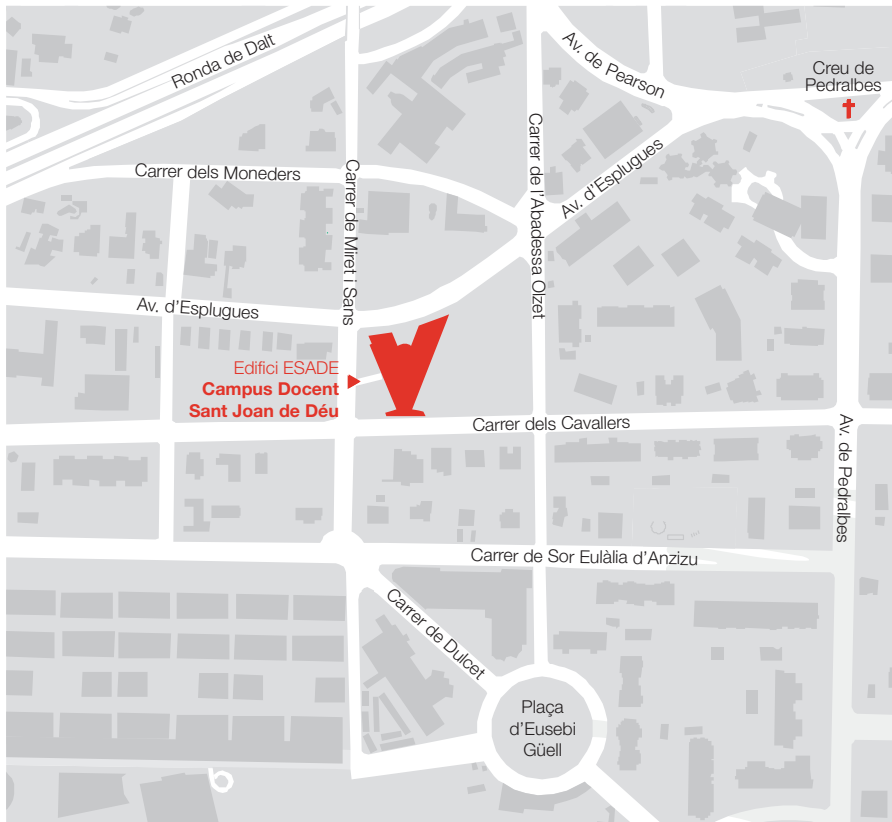 Ronda de Dalt
Av. de Pearson
Creu de
Pedralbes
Carrer dels Moneders
Carrer de Miret i Sans
Carrer de l'Abadessa Olzet
Av. d'Esplugues
Av. d'Esplugues
Edifici ESADE
Campus Docent
Sant Joan de Déu
Carrer dels Cavallers
Av. de Pedralbes
Carrer de Sor Eulàlia d'Anzizu
Carrer de Dulcet
Plaça
d'Eusebi
Güell